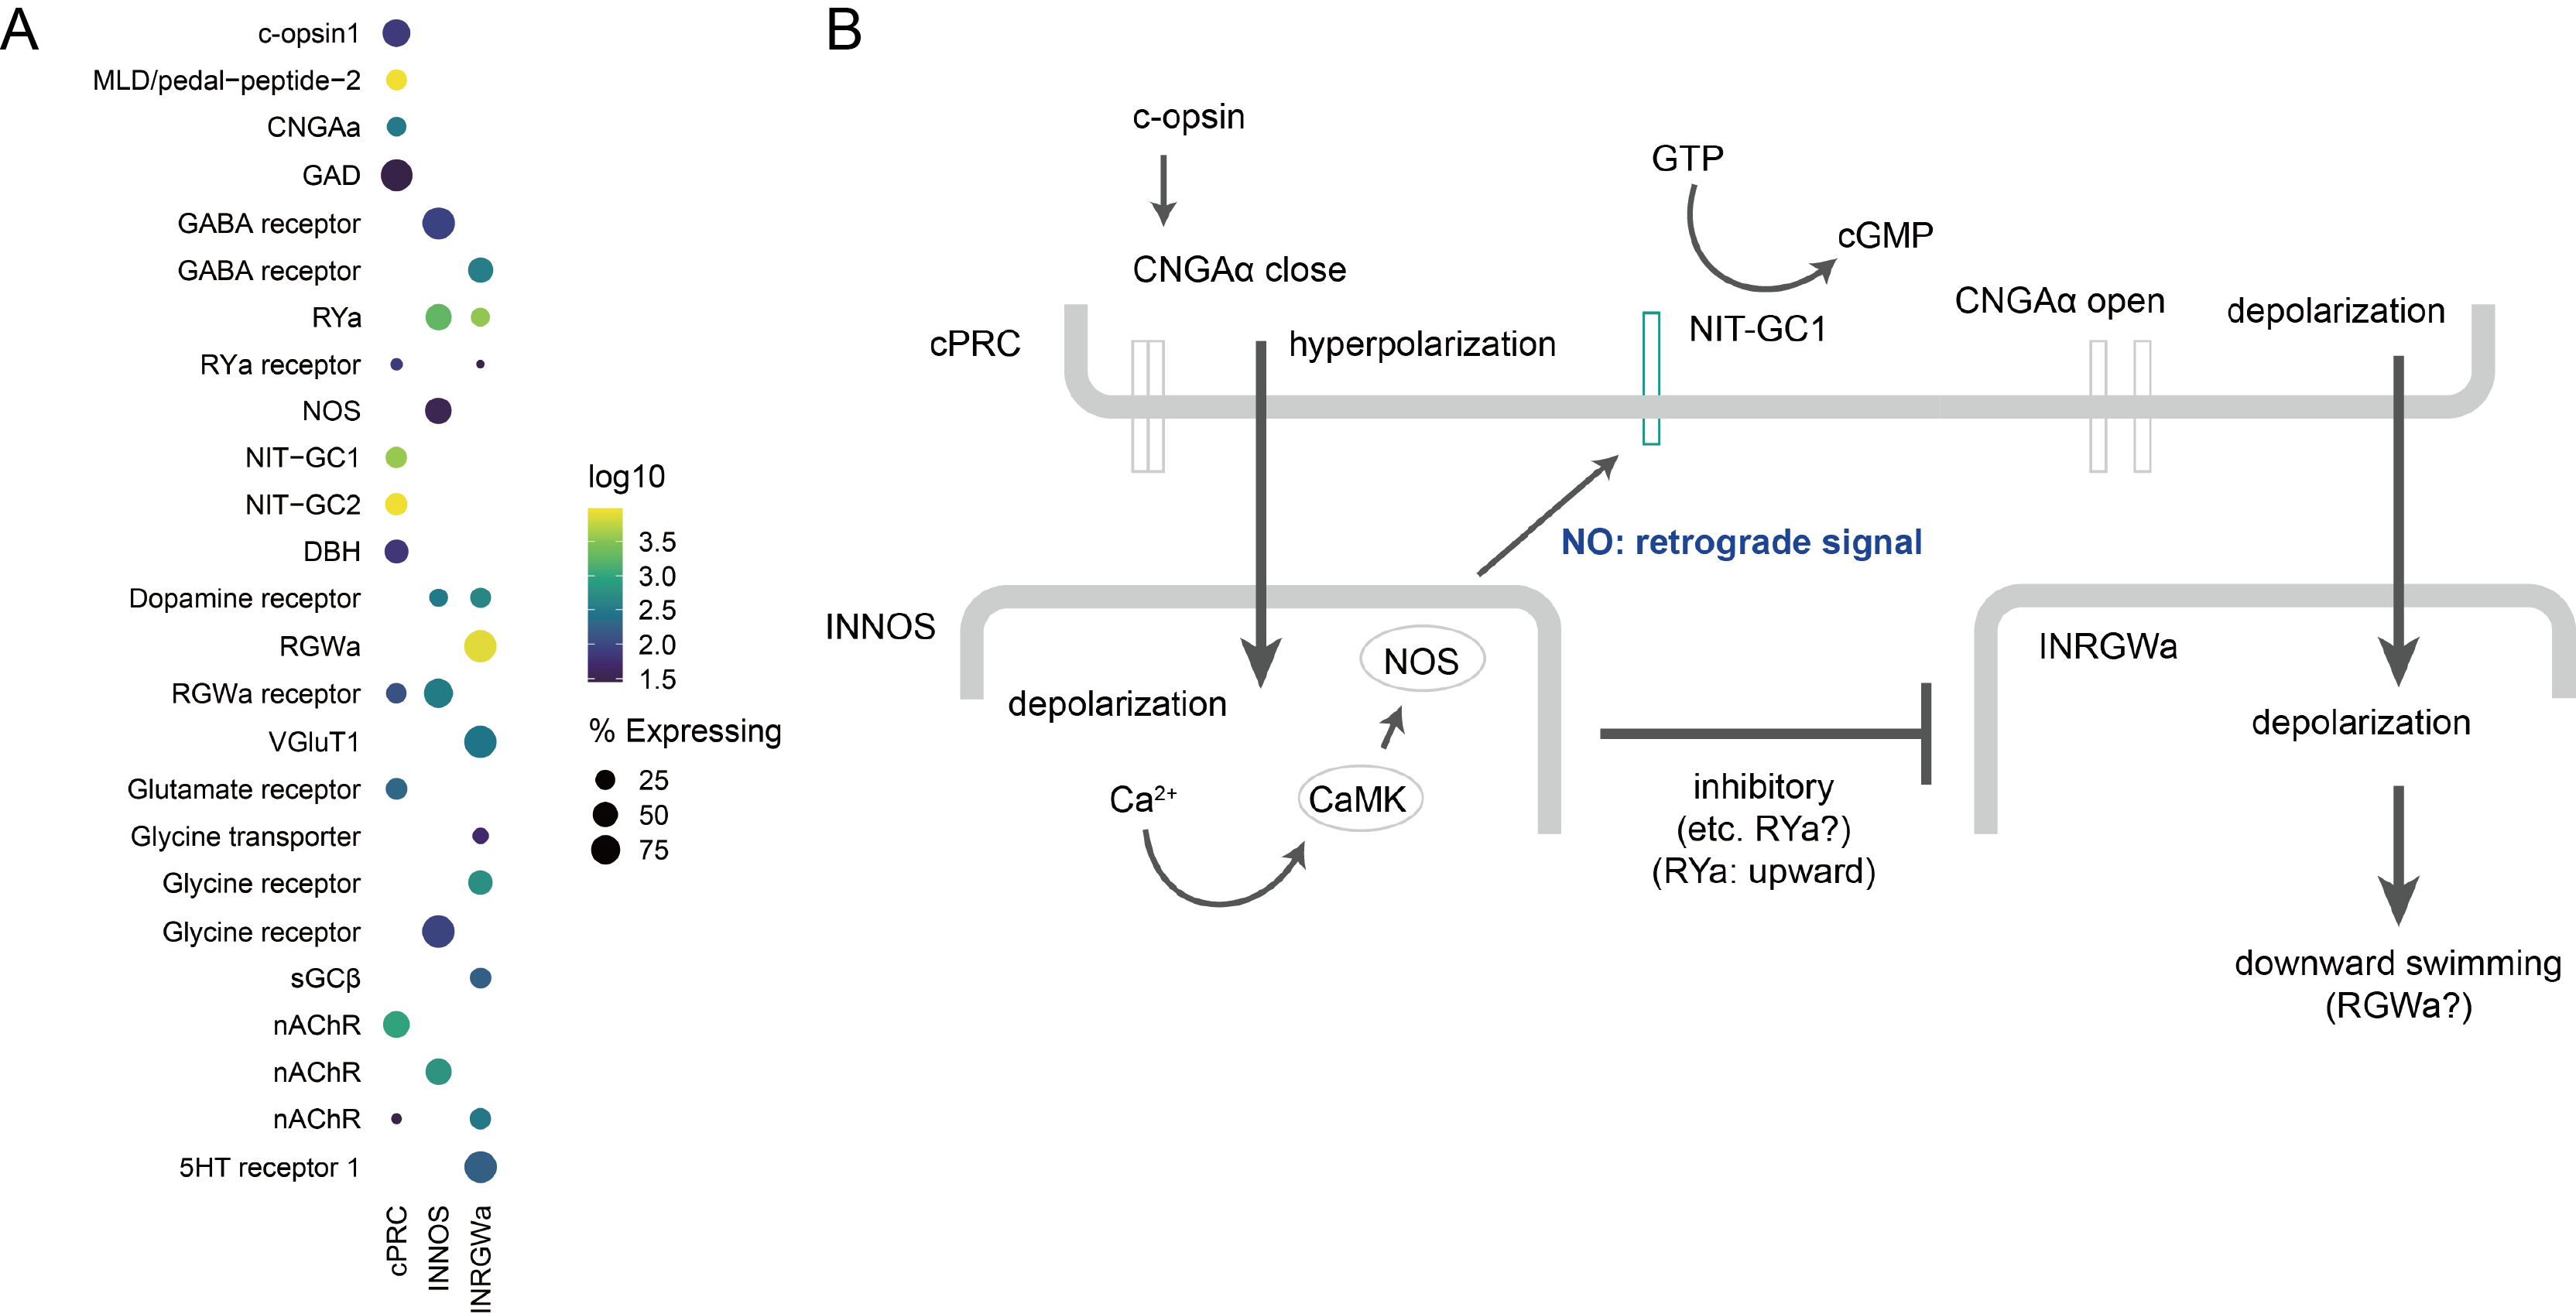 A
c-opsin1
MLD/pedal−peptide−2
CNGAa
GAD
GABA receptor
GABA receptor
RYa
RYa receptor
NOS
NIT−GC1
NIT−GC2
DBH
Dopamine receptor
RGWa
RGWa receptor
VGluT1
Glutamate receptor
Glycine transporter
Glycine receptor
Glycine receptor
sGCβ
nAChR
nAChR
nAChR
5HT receptor 1
cPRC
INNOS
INRGWa
log10
3.5
3.0
2.5
2.0
1.5
% Expressing
25
50
75
B
c-opsin
CNGAα close
cPRC
hyperpolarization
GTP
cGMP
NIT-GC1
CNGAα open
depolarization
NO: retrograde signal
INNOS
NOS
depolarization
Ca²⁺
CaMK
inhibitory
(etc. RYa?)
(RYa: upward)
INRGWa
depolarization
downward swimming
(RGWa?)